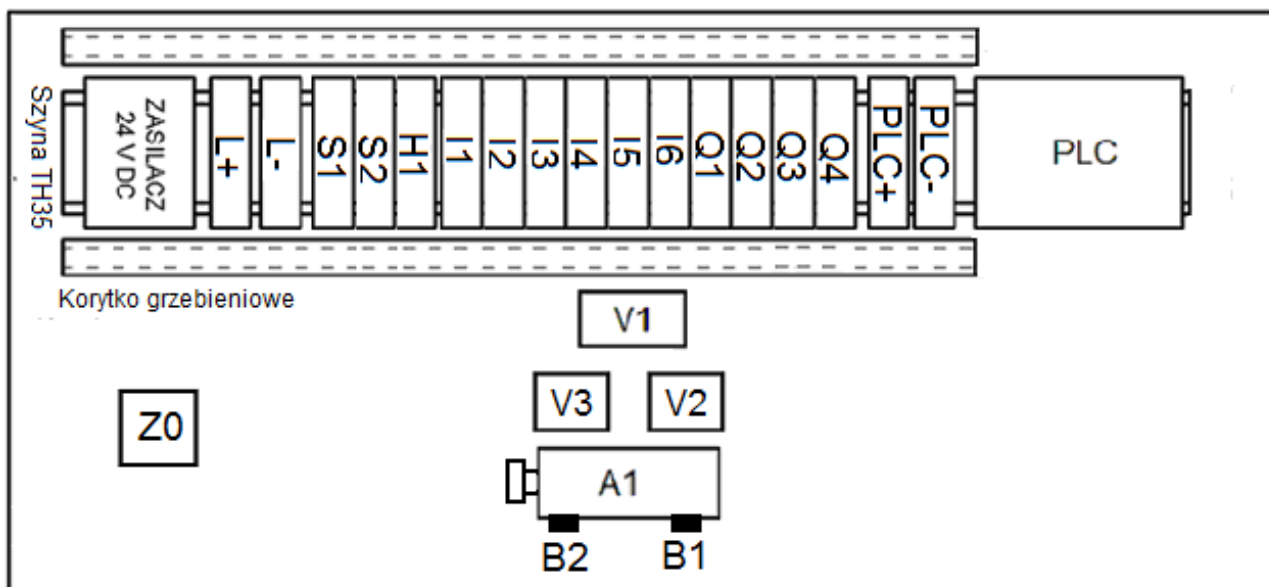 Szyna TH35
ZASILACZ
24 V DC
L+
L-
S1
S2
H1
I1
I2
I3
I4
I5
I6
Q1
Q2
Q3
Q4
PLC+
PLC-
PLC
Korytko grzebieniowe
V1
V3
V2
Z0
A1
B2
B1